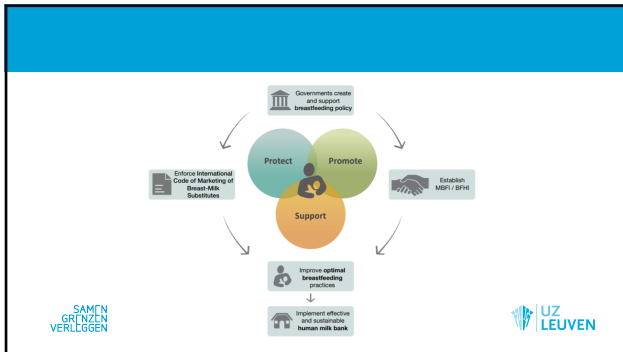 Governments create
and support
breastfeeding policy
Protect
Promote
Enforce International
Code of Marketing of
Breast-Milk
Substitutes
Establish
MBFI / BFHI
Support
Improve optimal
breastfeeding
practices
Implement effective
and sustainable
human milk bank
SAMEN
GRENZEN
VERLEGGEN
UZ
LEUVEN